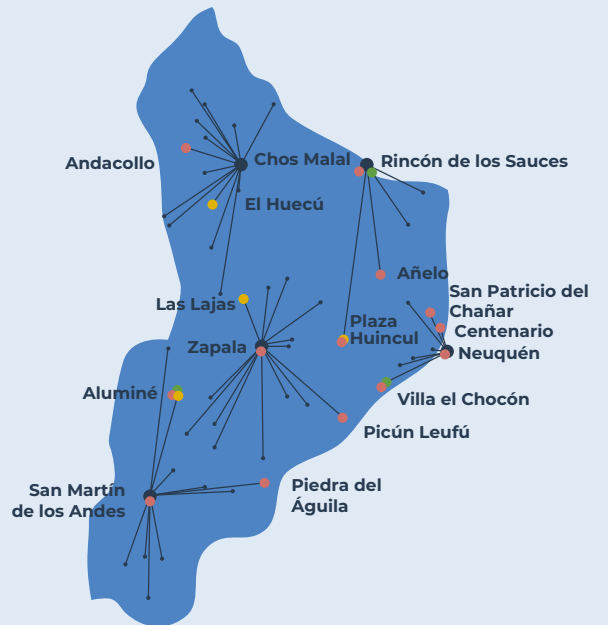 Andacollo
Chos Malal
Rincón de los Sauces
El Huecú
Añelo
Las Lajas
San Patricio del
Chañar
Plaza
Huincul
Centenario
Zapala
Neuquén
Aluminé
Villa el Chocón
Picún Leufú
San Martín
de los Andes
Piedra del
Águila